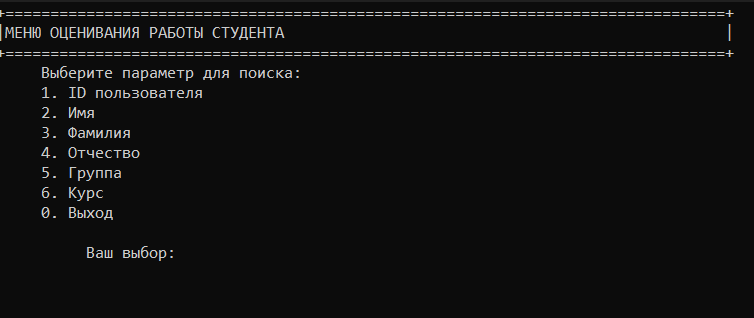 +================================================================================+
|МЕНЮ ОЦЕНИВАНИЯ РАБОТЫ СТУДЕНТА |
+================================================================================+
Выберите параметр для поиска:
1. ID пользователя
2. Имя
3. Фамилия
4. Отчество
5. Группа
6. Курс
0. Выход
Ваш выбор: